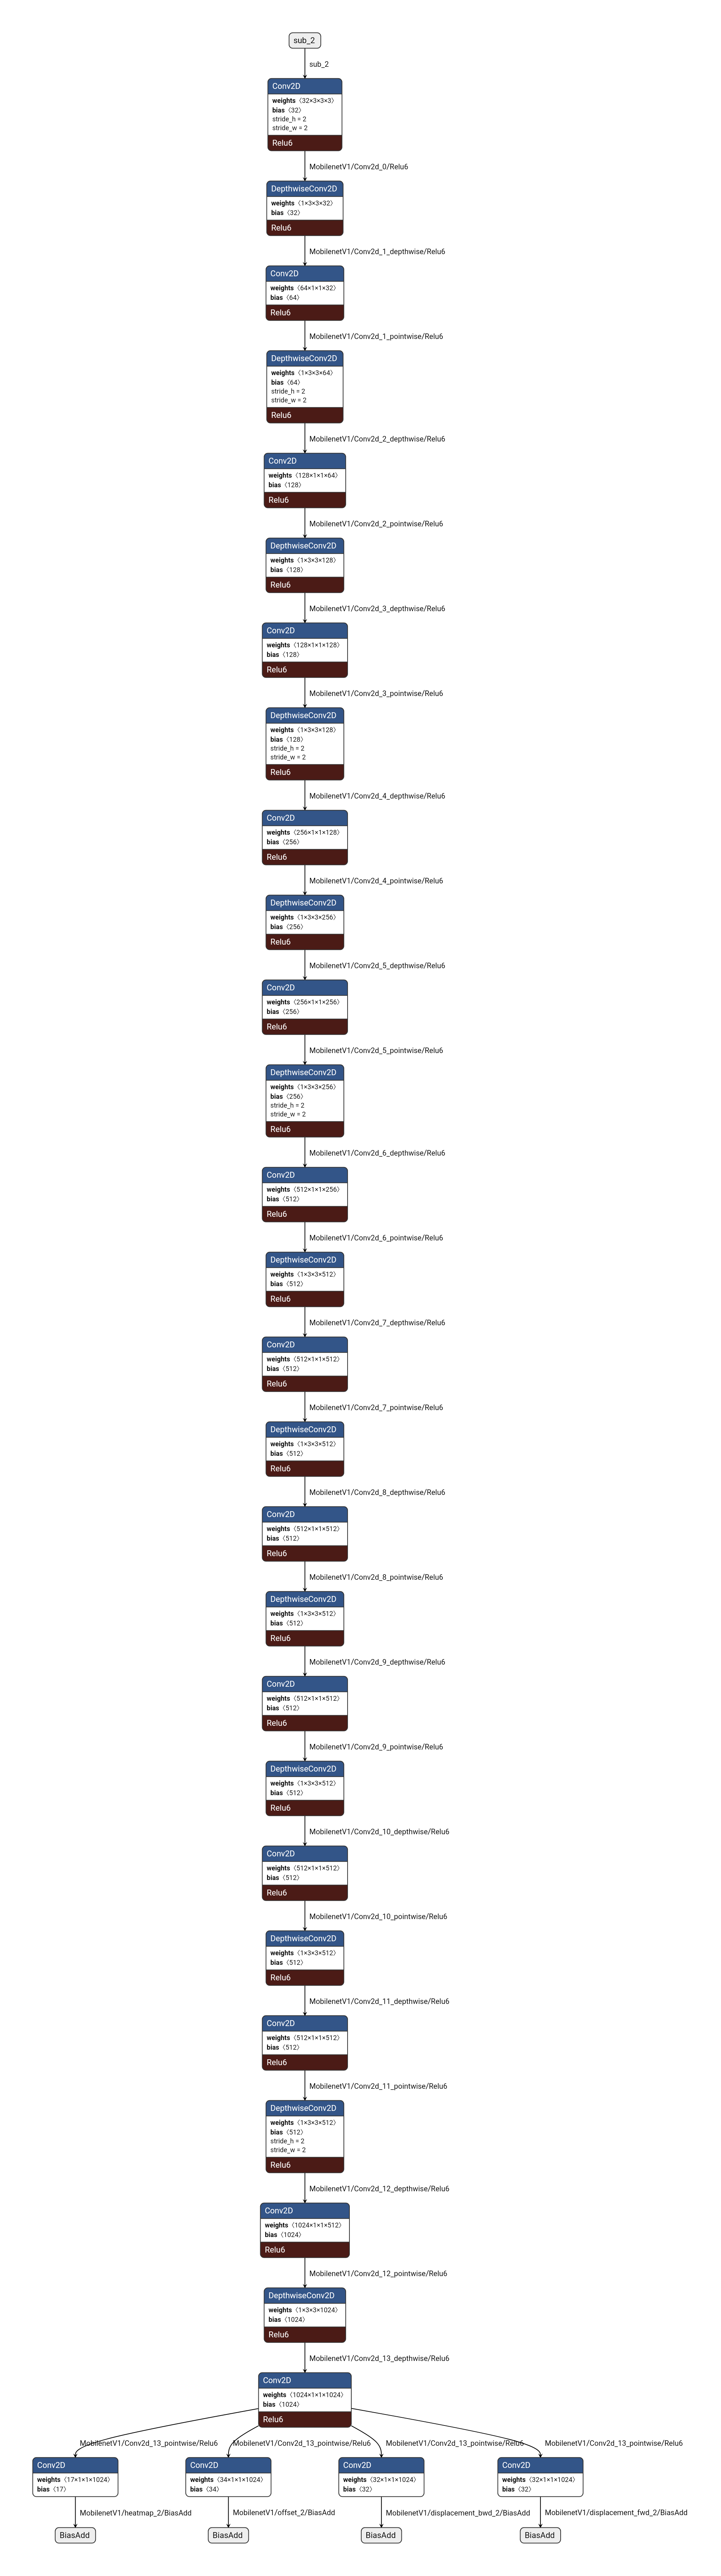 sub_2
sub_2
Conv2D
weights ⟨32×3×3×3⟩
bias ⟨32⟩
stride_h = 2
stride_w = 2
Relu6
MobilenetV1/Conv2d_0/Relu6
DepthwiseConv2D
weights ⟨1×3×3×32⟩
bias ⟨32⟩
Relu6
MobilenetV1/Conv2d_1_depthwise/Relu6
Conv2D
weights ⟨64×1×1×32⟩
bias ⟨64⟩
Relu6
MobilenetV1/Conv2d_1_pointwise/Relu6
DepthwiseConv2D
weights ⟨1×3×3×64⟩
bias ⟨64⟩
stride_h = 2
stride_w = 2
Relu6
MobilenetV1/Conv2d_2_depthwise/Relu6
Conv2D
weights ⟨128×1×1×64⟩
bias ⟨128⟩
Relu6
MobilenetV1/Conv2d_2_pointwise/Relu6
DepthwiseConv2D
weights ⟨1×3×3×128⟩
bias ⟨128⟩
Relu6
MobilenetV1/Conv2d_3_depthwise/Relu6
Conv2D
weights ⟨128×1×1×128⟩
bias ⟨128⟩
Relu6
MobilenetV1/Conv2d_3_pointwise/Relu6
DepthwiseConv2D
weights ⟨1×3×3×128⟩
bias ⟨128⟩
stride_h = 2
stride_w = 2
Relu6
MobilenetV1/Conv2d_4_depthwise/Relu6
Conv2D
weights ⟨256×1×1×128⟩
bias ⟨256⟩
Relu6
MobilenetV1/Conv2d_4_pointwise/Relu6
DepthwiseConv2D
weights ⟨1×3×3×256⟩
bias ⟨256⟩
Relu6
MobilenetV1/Conv2d_5_depthwise/Relu6
Conv2D
weights ⟨256×1×1×256⟩
bias ⟨256⟩
Relu6
MobilenetV1/Conv2d_5_pointwise/Relu6
DepthwiseConv2D
weights ⟨1×3×3×256⟩
bias ⟨256⟩
stride_h = 2
stride_w = 2
Relu6
MobilenetV1/Conv2d_6_depthwise/Relu6
Conv2D
weights ⟨512×1×1×256⟩
bias ⟨512⟩
Relu6
MobilenetV1/Conv2d_6_pointwise/Relu6
DepthwiseConv2D
weights ⟨1×3×3×512⟩
bias ⟨512⟩
Relu6
MobilenetV1/Conv2d_7_depthwise/Relu6
Conv2D
weights ⟨512×1×1×512⟩
bias ⟨512⟩
Relu6
MobilenetV1/Conv2d_7_pointwise/Relu6
DepthwiseConv2D
weights ⟨1×3×3×512⟩
bias ⟨512⟩
Relu6
MobilenetV1/Conv2d_8_depthwise/Relu6
Conv2D
weights ⟨512×1×1×512⟩
bias ⟨512⟩
Relu6
MobilenetV1/Conv2d_8_pointwise/Relu6
DepthwiseConv2D
weights ⟨1×3×3×512⟩
bias ⟨512⟩
Relu6
MobilenetV1/Conv2d_9_depthwise/Relu6
Conv2D
weights ⟨512×1×1×512⟩
bias ⟨512⟩
Relu6
MobilenetV1/Conv2d_9_pointwise/Relu6
DepthwiseConv2D
weights ⟨1×3×3×512⟩
bias ⟨512⟩
Relu6
MobilenetV1/Conv2d_10_depthwise/Relu6
Conv2D
weights ⟨512×1×1×512⟩
bias ⟨512⟩
Relu6
MobilenetV1/Conv2d_10_pointwise/Relu6
DepthwiseConv2D
weights ⟨1×3×3×512⟩
bias ⟨512⟩
Relu6
MobilenetV1/Conv2d_11_depthwise/Relu6
Conv2D
weights ⟨512×1×1×512⟩
bias ⟨512⟩
Relu6
MobilenetV1/Conv2d_11_pointwise/Relu6
DepthwiseConv2D
weights ⟨1×3×3×512⟩
bias ⟨512⟩
stride_h = 2
stride_w = 2
Relu6
MobilenetV1/Conv2d_12_depthwise/Relu6
Conv2D
weights ⟨1024×1×1×512⟩
bias ⟨1024⟩
Relu6
MobilenetV1/Conv2d_12_pointwise/Relu6
DepthwiseConv2D
weights ⟨1×3×3×1024⟩
bias ⟨1024⟩
Relu6
MobilenetV1/Conv2d_13_depthwise/Relu6
Conv2D
weights ⟨1024×1×1×1024⟩
bias ⟨1024⟩
Relu6
MobilenetV1/Conv2d_13_pointwise/Relu6 MobilenetV1/Conv2d_13_pointwise/Relu6 MobilenetV1/Conv2d_13_pointwise/Relu6 MobilenetV1/Conv2d_13_pointwise/Relu6
Conv2D Conv2D Conv2D Conv2D
weights ⟨17×1×1×1024⟩ weights ⟨34×1×1×1024⟩ weights ⟨32×1×1×1024⟩ weights ⟨32×1×1×1024⟩
bias ⟨17⟩ bias ⟨34⟩ bias ⟨32⟩ bias ⟨32⟩
MobilenetV1/heatmap_2/BiasAdd MobilenetV1/offset_2/BiasAdd MobilenetV1/displacement_bwd_2/BiasAdd MobilenetV1/displacement_fwd_2/BiasAdd
BiasAdd BiasAdd BiasAdd BiasAdd